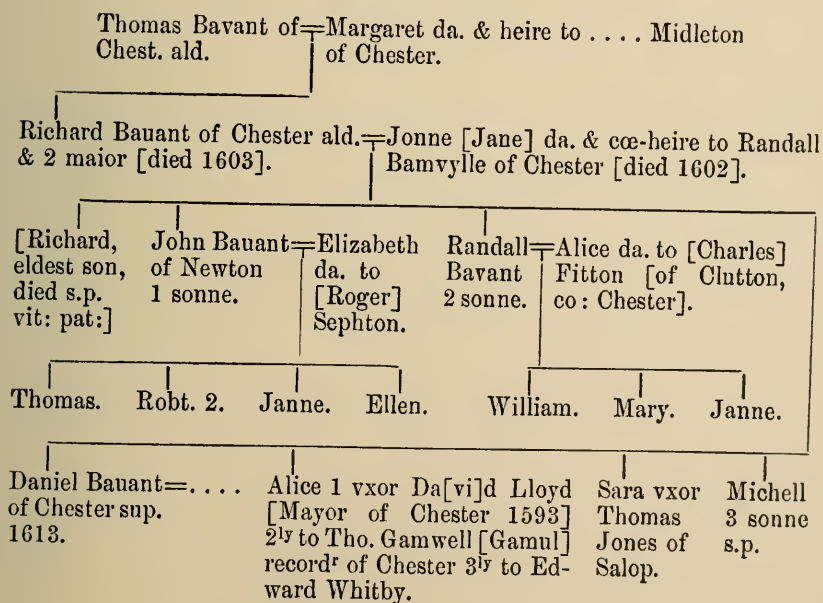 Thomas Bavant of=Margaret da. & heire to . . . . Midleton
Chest. ald. of Chester.
Richard Bauant of Chester ald.=Jonne [Jane] da. & cœ-heire to Randall
& 2 maior [died 1603]. Bamvylle of Chester [died 1602].
[Richard,
eldest son,
died s.p.
vit: pat:]
John Bauant=Elizabeth
of Newton da. to
1 sonne. [Roger]
Sephton.
Randall=Alice da. to [Charles]
Bavant Fitton [of Clutton,
2 sonne. co: Chester].
Thomas. Robt. 2. Janne. Ellen. William. Mary. Janne.
Daniel Bauant=. . . .
of Chester sup.
1613.
Alice 1 vxor Da[vi]d Lloyd
[Mayor of Chester 1593]
2ly to Tho. Gamwell [Gamul]
recordr of Chester 3ly to Ed-
ward Whitby.
Sara vxor
Thomas
Jones of
Salop.
Michell
3 sonne
s.p.